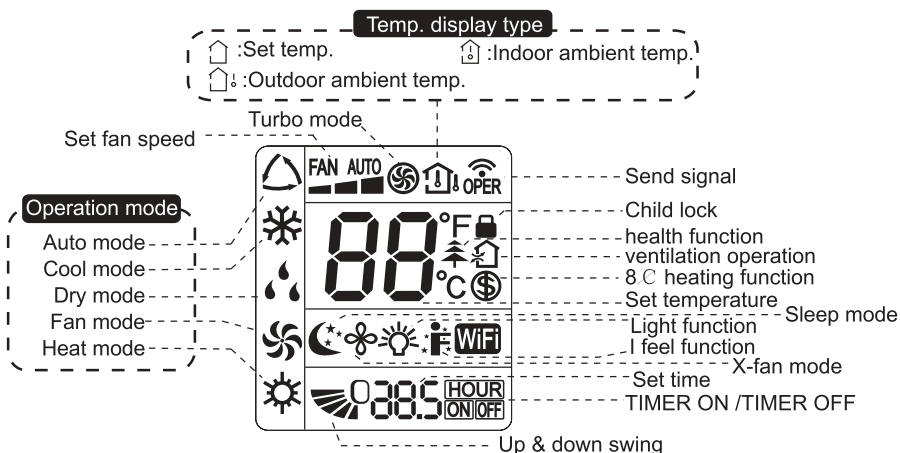 Temp. display type
:Set temp. :Indoor ambient temp.
:Outdoor ambient temp.
Turbo mode
Set fan speed
FAN AUTO
OPER
Send signal
Operation mode
Child lock
°F
health function
Auto mode
ventilation operation
Cool mode
88
8℃ heating function
°C
Dry mode
Set temperature
Sleep mode
Fan mode
Light function
WiFi
Heat mode
I feel function
X-fan mode
Set time
HOUR
088.5
ON OFF
TIMER ON /TIMER OFF
Up & down swing